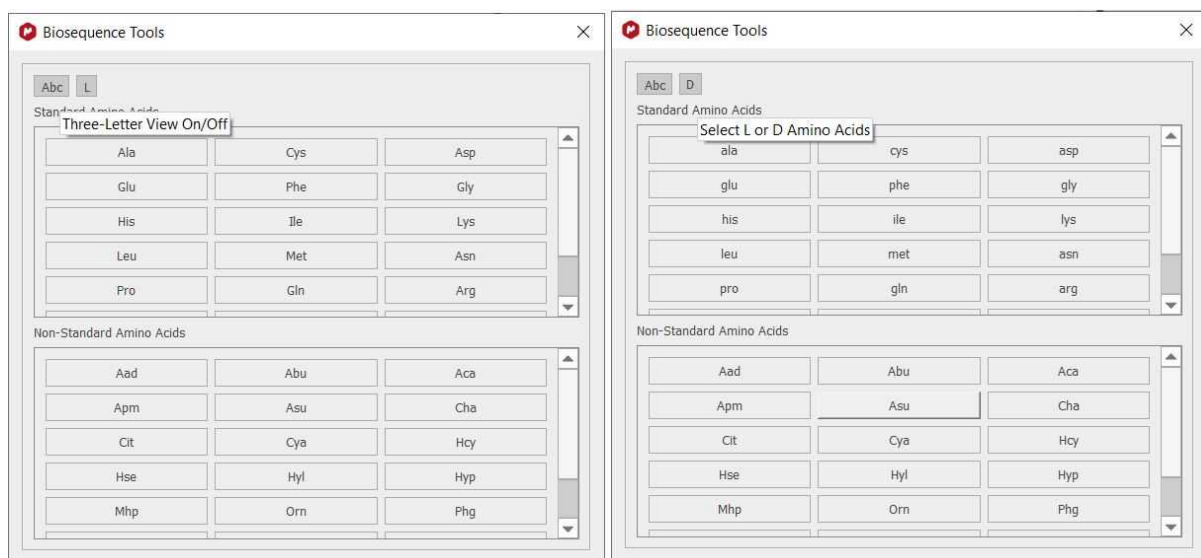 Biosequence Tools
Abc L
Standard Amino Acids
Three-Letter View On/Off
Ala Cys Asp
Glu Phe Gly
His Ile Lys
Leu Met Asn
Pro Gln Arg
Non-Standard Amino Acids
Aad Abu Aca
Apm Asu Cha
Cit Cya Hcy
Hse Hyl Hyp
Mhp Orn Phg
Biosequence Tools
Abc D
Standard Amino Acids
Select L or D Amino Acids
ala cys asp
glu phe gly
his ile lys
leu met asn
pro gln arg
Non-Standard Amino Acids
Aad Abu Aca
Apm Asu Cha
Cit Cya Hcy
Hse Hyl Hyp
Mhp Orn Phg